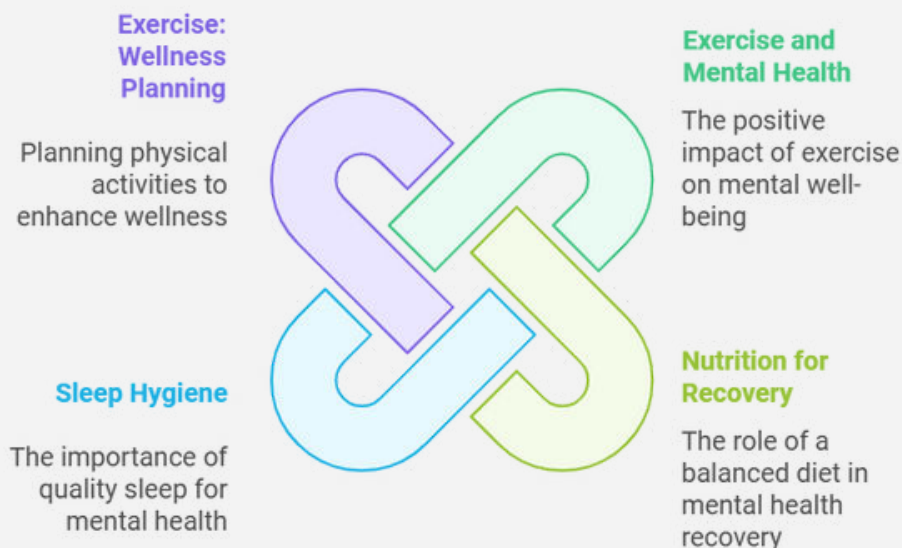 Exercise:
Wellness
Planning
Planning physical
activities to
enhance wellness
Exercise and
Mental Health
The positive
impact of exercise
on mental well-
being
Sleep Hygiene
The importance of
quality sleep for
mental health
Nutrition for
Recovery
The role of a
balanced diet in
mental health
recovery